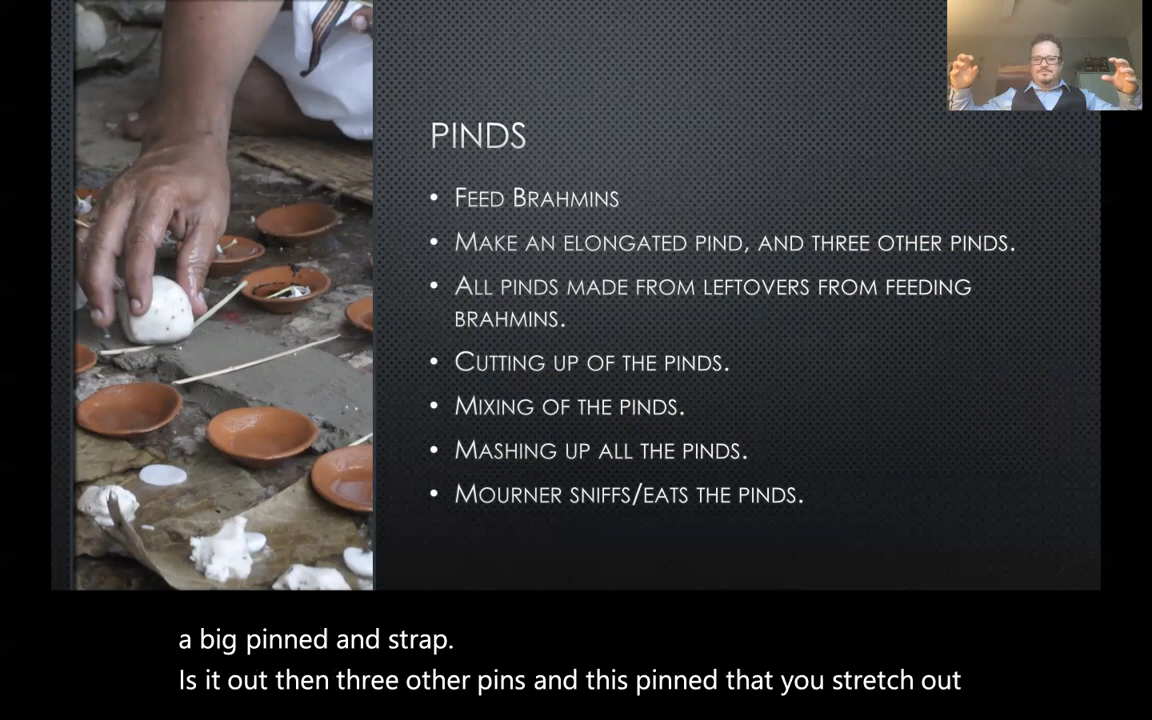 PINDS
• FEED BRAHMINS
• MAKE AN ELONGATED PIND, AND THREE OTHER PINDS.
• ALL PINDS MADE FROM LEFTOVERS FROM FEEDING
BRAHMINS.
• CUTTING UP OF THE PINDS.
• MIXING OF THE PINDS.
• MASHING UP ALL THE PINDS.
• MOURNER SNIFFS/EATS THE PINDS.
a big pinned and strap.
Is it out then three other pins and this pinned that you stretch out